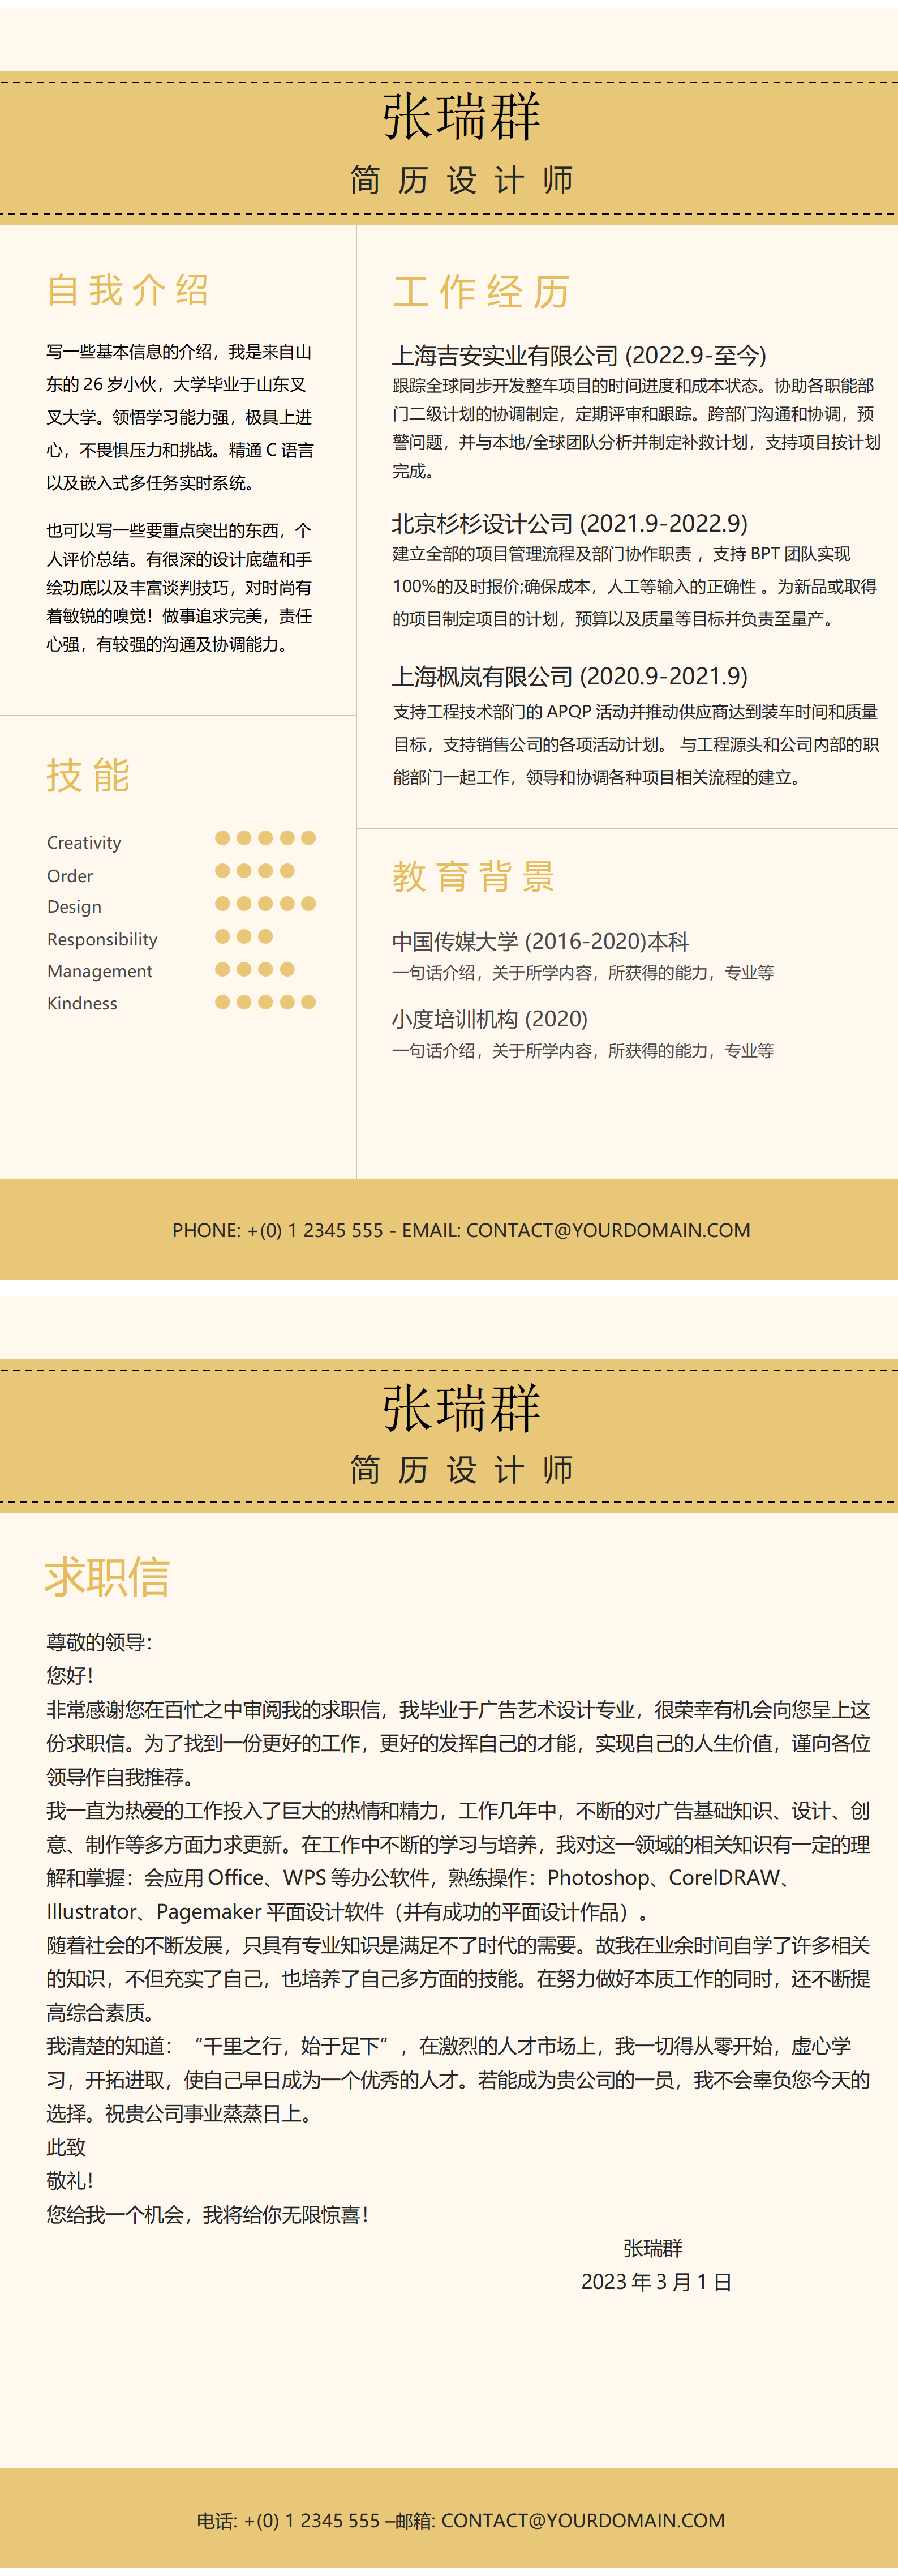 张瑞群
简历设计师
自我介绍
写一些基本信息的介绍，我是来自山
东的 26 岁小伙，大学毕业于山东叉
叉大学。领悟学习能力强，极具上进
心，不畏惧压力和挑战。精通 C 语言
以及嵌入式多任务实时系统。
也可以写一些要重点突出的东西，个
人评价总结。有很深的设计底蕴和手
绘功底以及丰富谈判技巧，对时尚有
着敏锐的嗅觉！做事追求完美，责任
心强，有较强的沟通及协调能力。
技能
Creativity
Order
Design
Responsibility
Management
Kindness
工作经历
上海吉安实业有限公司 (2022.9-至今)
跟踪全球同步开发整车项目的时间进度和成本状态。协助各职能部
门二级计划的协调制定，定期评审和跟踪。跨部门沟通和协调，预
警问题，并与本地/全球团队分析并制定补救计划，支持项目按计划
完成。
北京杉杉设计公司 (2021.9-2022.9)
建立全部的项目管理流程及部门协作职责 ，支持 BPT 团队实现
100%的及时报价;确保成本，人工等输入的正确性 。为新品或取得
的项目制定项目的计划，预算以及质量等目标并负责至量产。
上海枫岚有限公司 (2020.9-2021.9)
支持工程技术部门的 APQP 活动并推动供应商达到装车时间和质量
目标，支持销售公司的各项活动计划。 与工程源头和公司内部的职
能部门一起工作，领导和协调各种项目相关流程的建立。
教育背景
中国传媒大学 (2016-2020)本科
一句话介绍，关于所学内容，所获得的能力，专业等
小度培训机构 (2020)
一句话介绍，关于所学内容，所获得的能力，专业等
PHONE: +(0) 1 2345 555 - EMAIL: CONTACT@YOURDOMAIN.COM
张瑞群
简历设计师
求职信
尊敬的领导：
您好！
非常感谢您在百忙之中审阅我的求职信，我毕业于广告艺术设计专业，很荣幸有机会向您呈上这
份求职信。为了找到一份更好的工作，更好的发挥自己的才能，实现自己的人生价值，谨向各位
领导作自我推荐。
我一直为热爱的工作投入了巨大的热情和精力，工作几年中，不断的对广告基础知识、设计、创
意、制作等多方面力求更新。在工作中不断的学习与培养，我对这一领域的相关知识有一定的理
解和掌握：会应用 Office、WPS 等办公软件，熟练操作：Photoshop、CorelDRAW、
Illustrator、Pagemaker 平面设计软件（并有成功的平面设计作品）。
随着社会的不断发展，只具有专业知识是满足不了时代的需要。故我在业余时间自学了许多相关
的知识，不但充实了自己，也培养了自己多方面的技能。在努力做好本质工作的同时，还不断提
高综合素质。
我清楚的知道：“千里之行，始于足下”，在激烈的人才市场上，我一切得从零开始，虚心学
习，开拓进取，使自己早日成为一个优秀的人才。若能成为贵公司的一员，我不会辜负您今天的
选择。祝贵公司事业蒸蒸日上。
此致
敬礼！
您给我一个机会，我将给你无限惊喜！
张瑞群
2023 年 3 月 1 日
电话: +(0) 1 2345 555 –邮箱: CONTACT@YOURDOMAIN.COM